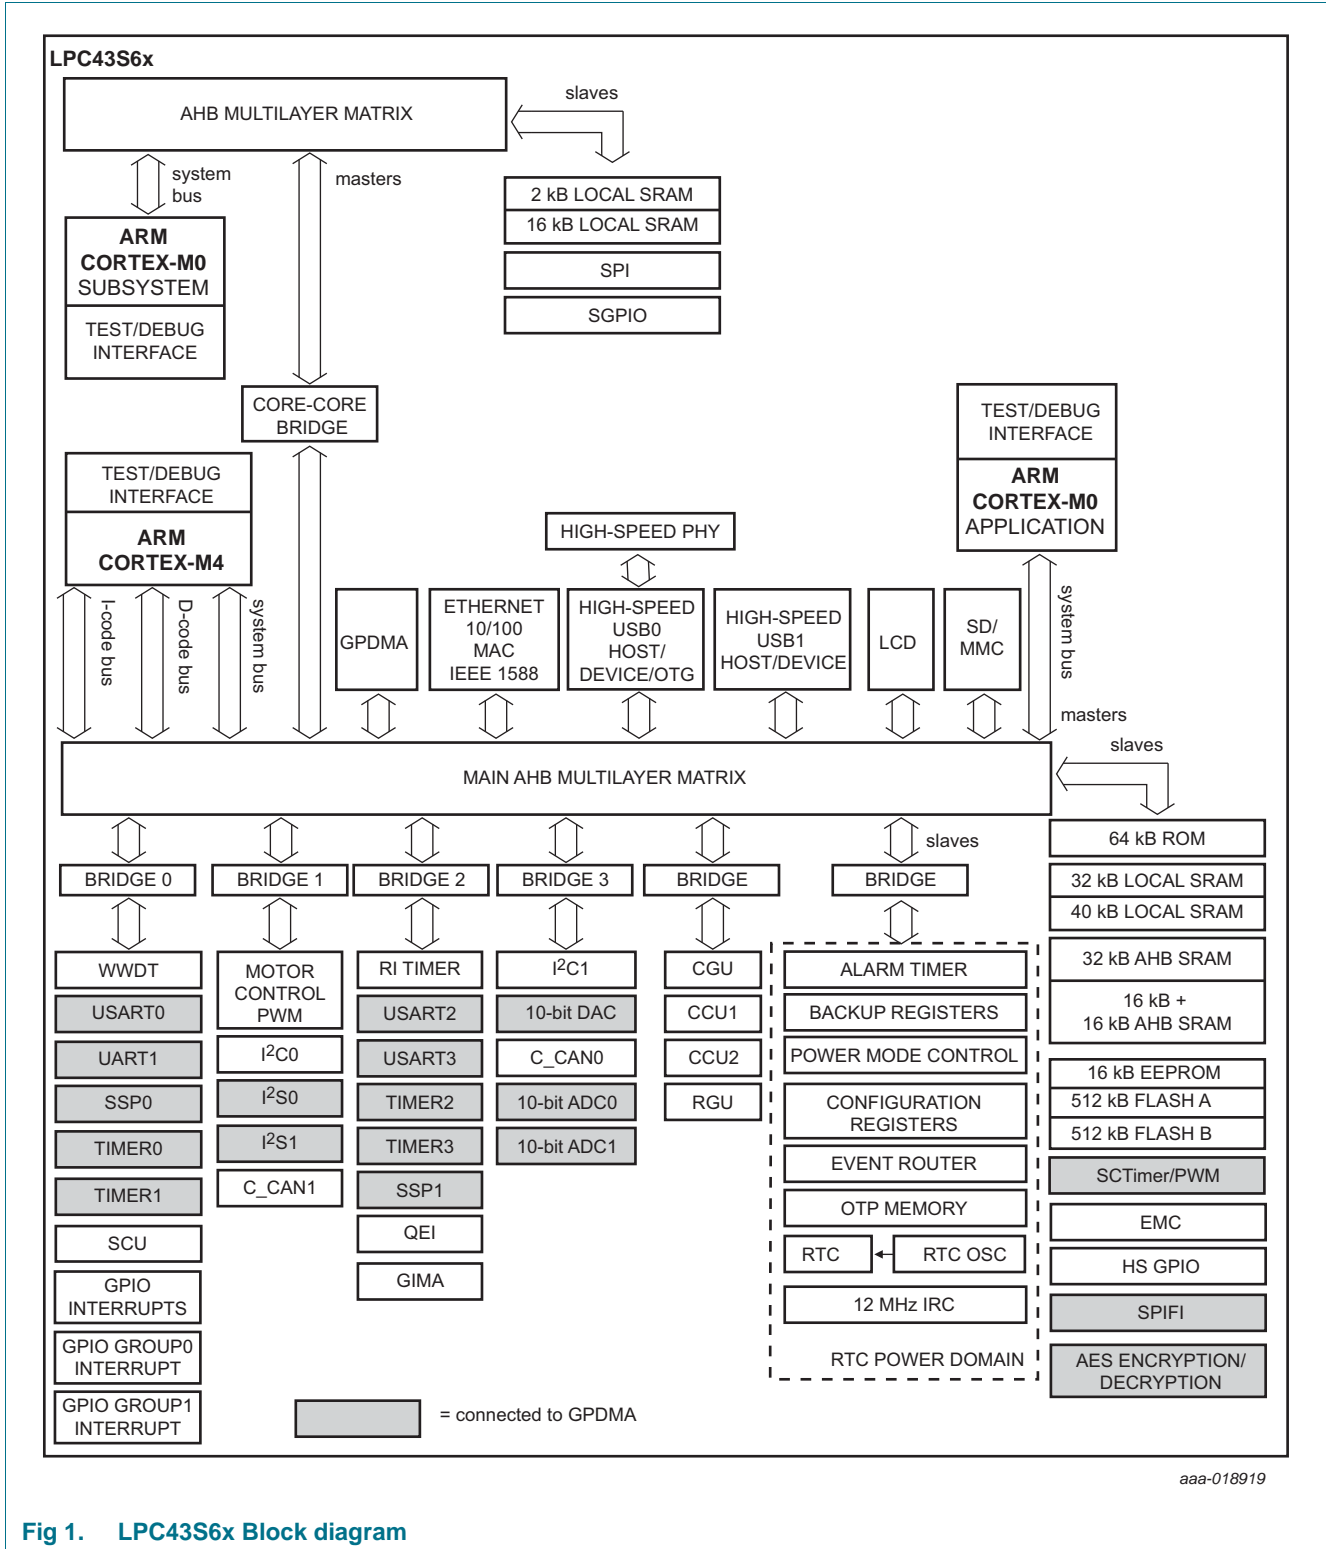 LPC43S6x
AHB MULTILAYER MATRIX
slaves
system
bus
masters
2 kB LOCAL SRAM
16 kB LOCAL SRAM
SPI
SGPIO
ARM
CORTEX-M0
SUBSYSTEM
TEST/DEBUG
INTERFACE
CORE-CORE
BRIDGE
TEST/DEBUG
INTERFACE
ARM
CORTEX-M0
APPLICATION
TEST/DEBUG
INTERFACE
ARM
CORTEX-M4
I-code bus
D-code bus
system bus
HIGH-SPEED PHY
GPDMA
ETHERNET
10/100
MAC
IEEE 1588
HIGH-SPEED
USB0
HOST/
DEVICE/OTG
HIGH-SPEED
USB1
HOST/DEVICE
LCD
SD/
MMC
system bus
masters
slaves
MAIN AHB MULTILAYER MATRIX
slaves
BRIDGE 0
BRIDGE 1
BRIDGE 2
BRIDGE 3
BRIDGE
BRIDGE
WWDT
USART0
UART1
SSP0
TIMER0
TIMER1
SCU
GPIO
INTERRUPTS
GPIO GROUP0
INTERRUPT
GPIO GROUP1
INTERRUPT
MOTOR
CONTROL
PWM
I2C0
I2S0
I2S1
C_CAN1
RI TIMER
USART2
USART3
TIMER2
TIMER3
SSP1
QEI
GIMA
I2C1
10-bit DAC
C_CAN0
10-bit ADC0
10-bit ADC1
CGU
CCU1
CCU2
RGU
ALARM TIMER
BACKUP REGISTERS
POWER MODE CONTROL
CONFIGURATION
REGISTERS
EVENT ROUTER
OTP MEMORY
RTC
RTC OSC
12 MHz IRC
RTC POWER DOMAIN
64 kB ROM
32 kB LOCAL SRAM
40 kB LOCAL SRAM
32 kB AHB SRAM
16 kB +
16 kB AHB SRAM
16 kB EEPROM
512 kB FLASH A
512 kB FLASH B
SCTimer/PWM
EMC
HS GPIO
SPIFI
AES ENCRYPTION/
DECRYPTION
= connected to GPDMA
aaa-018919
Fig 1. LPC43S6x Block diagram